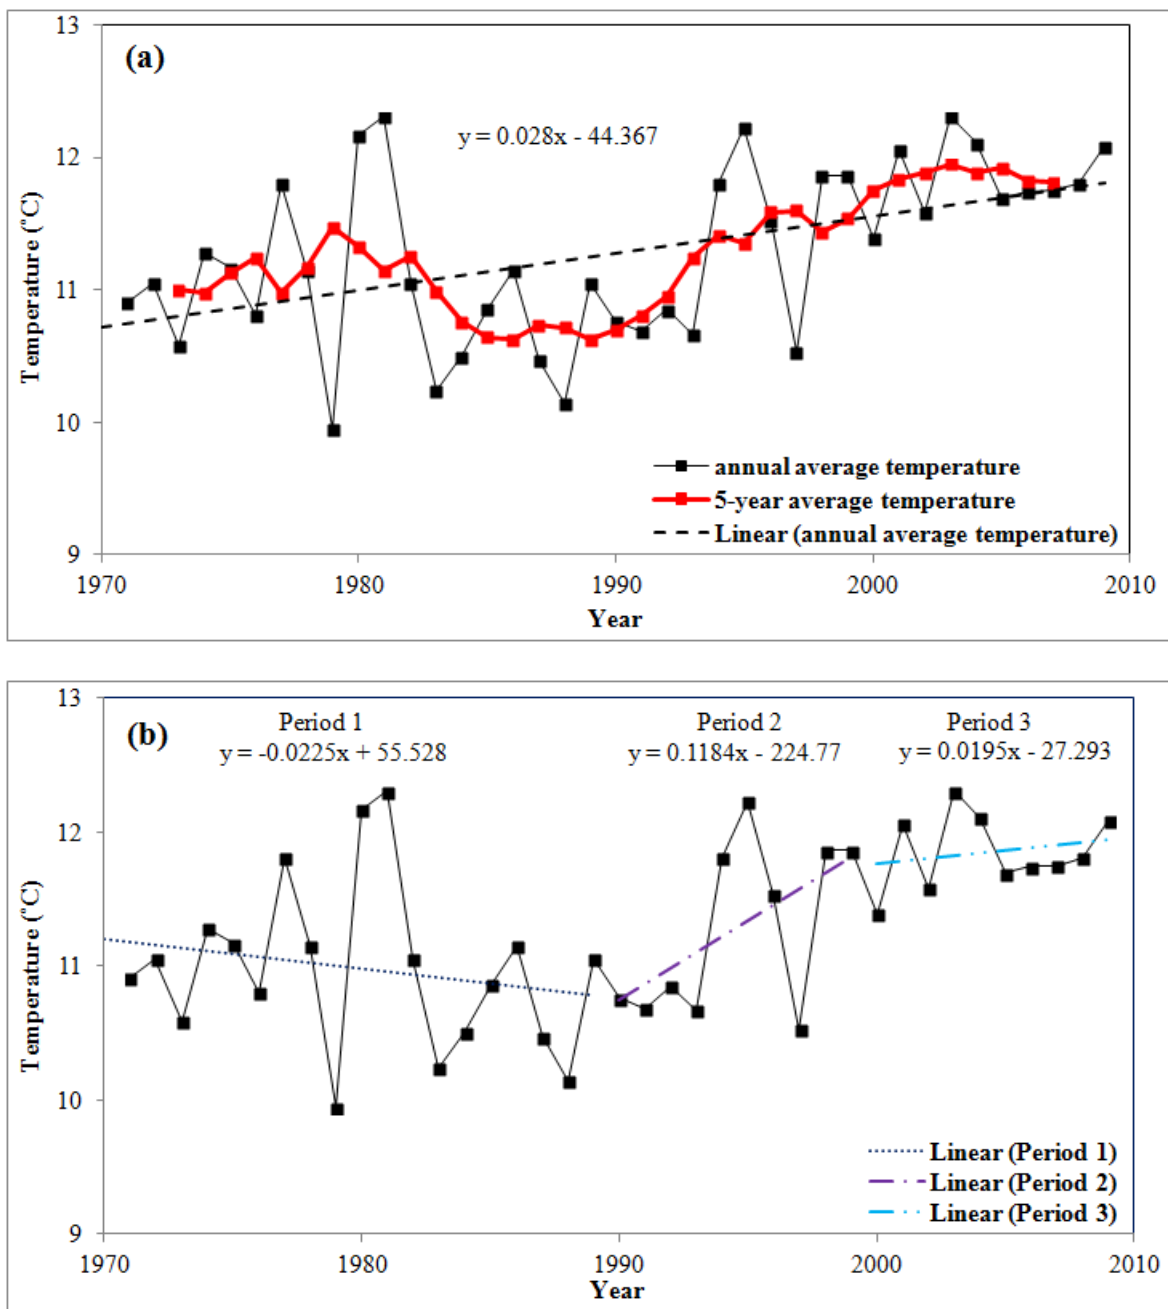 13
(a)
y = 0.028x - 44.367
12
11
10
9
Temperature (˚C)
annual average temperature
5-year average temperature
Linear (annual average temperature)
1970 1980 1990 2000 2010
Year
13
(b)
Period 1
y = -0.0225x + 55.528
Period 2
y = 0.1184x - 224.77
Period 3
y = 0.0195x - 27.293
12
11
10
9
Temperature (˚C)
Linear (Period 1)
Linear (Period 2)
Linear (Period 3)
1970 1980 1990 2000 2010
Year